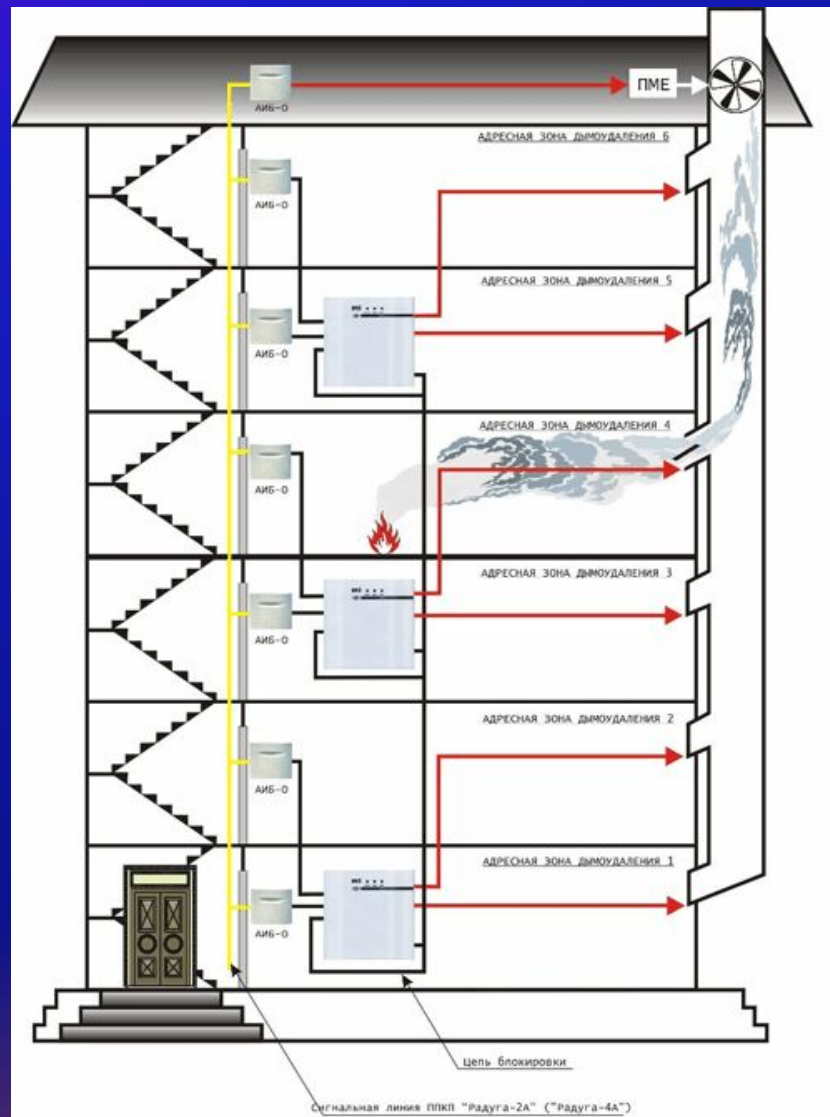 ПМЕ
АИБ-О
АДРЕСНАЯ ЗОНА ДЫМОУДАЛЕНИЯ 6
АИБ-О
АДРЕСНАЯ ЗОНА ДЫМОУДАЛЕНИЯ 5
АИБ-О
АДРЕСНАЯ ЗОНА ДЫМОУДАЛЕНИЯ 4
АИБ-О
АДРЕСНАЯ ЗОНА ДЫМОУДАЛЕНИЯ 3
АИБ-О
АДРЕСНАЯ ЗОНА ДЫМОУДАЛЕНИЯ 2
АИБ-О
АДРЕСНАЯ ЗОНА ДЫМОУДАЛЕНИЯ 1
АИБ-О
Цепь блокировки
Сигнальная линия ППКП "Радуга-2А" ("Радуга-4А")